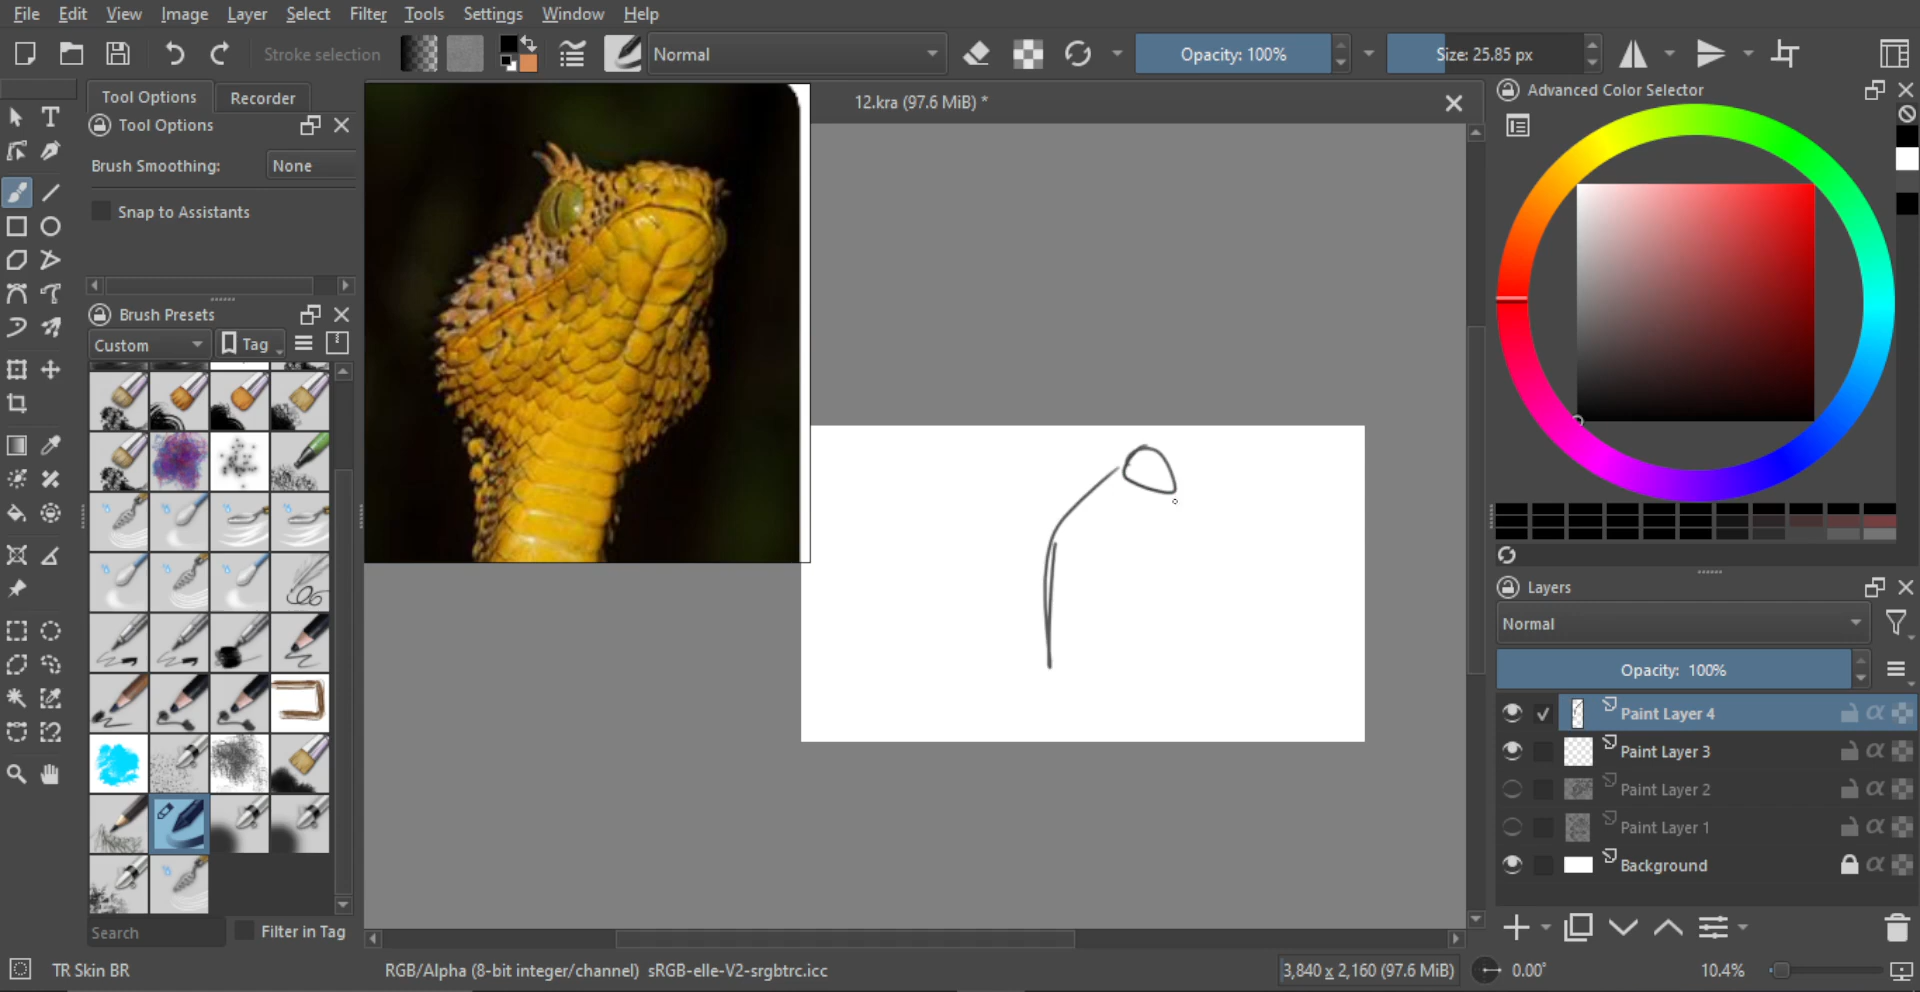 File Edit View Image Layer Select Filter Tools Settings Window Help
Stroke selection Normal Opacity: 100% Size: 25.85 px
Tool Options Recorder
Tool Options
Brush Smoothing: None
Snap to Assistants
Brush Presets
Custom Tag
Search Filter in Tag
12.kra (97.6 MiB) *
Advanced Color Selector
Layers
Normal
Opacity: 100%
Paint Layer 4
Paint Layer 3
Paint Layer 2
Paint Layer 1
Background
TR Skin BR RGB/Alpha (8-bit integer/channel) sRGB-elle-V2-srgbtrc.icc 3,840 x 2,160 (97.6 MiB) 0.00° 10.4%